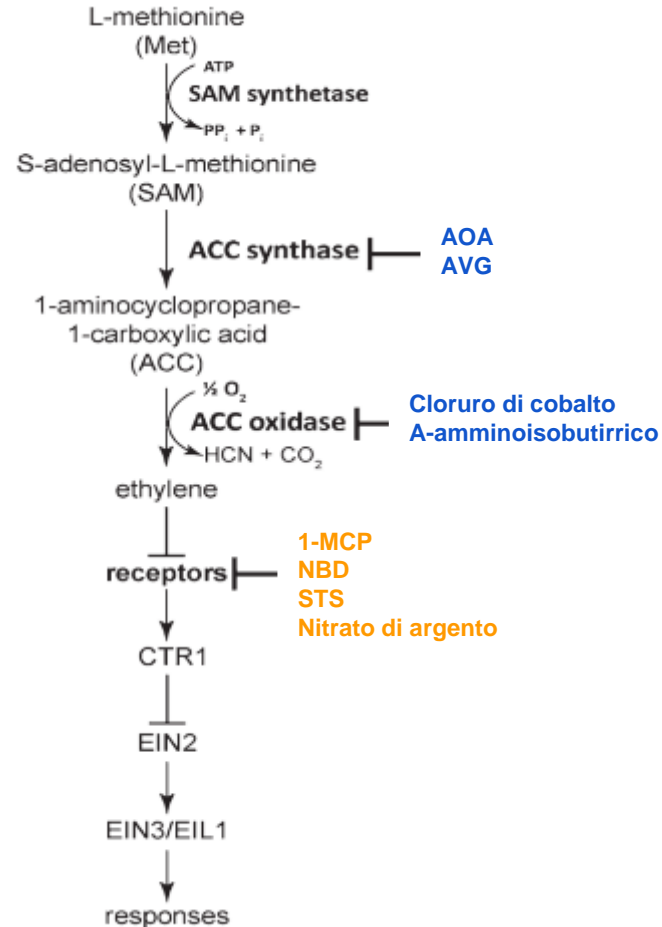 L-methionine
(Met)
ATP
SAM synthetase
PPi + Pi
S-adenosyl-L-methionine
(SAM)
ACC synthase
AOA
AVG
1-aminocyclopropane-
1-carboxylic acid
(ACC)
½ O2
ACC oxidase
Cloruro di cobalto
A-amminoisobutirrico
HCN + CO2
ethylene
1-MCP
receptors
NBD
STS
Nitrato di argento
CTR1
EIN2
EIN3/EIL1
responses